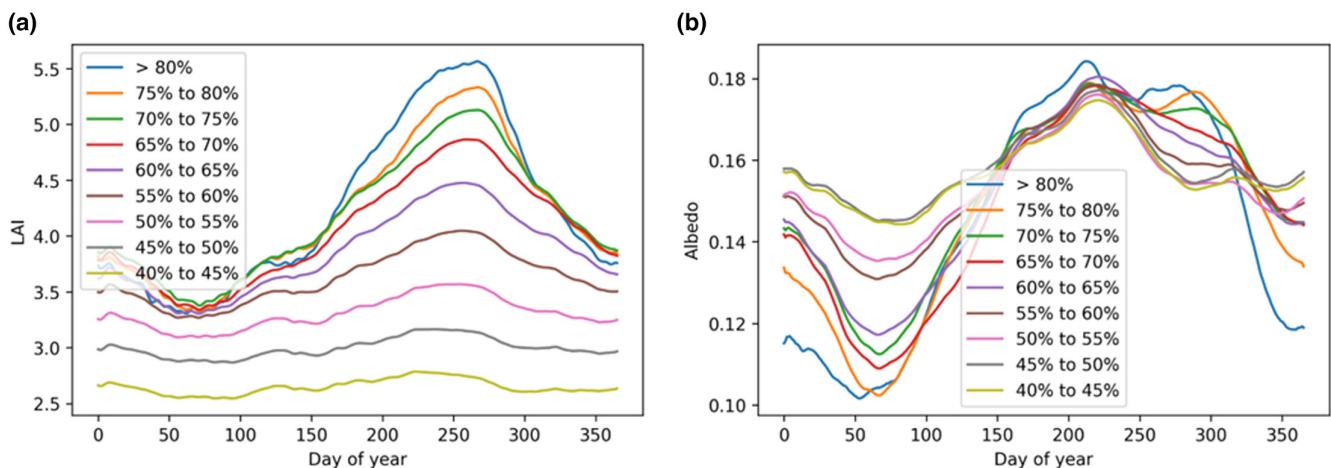 (a)
LAI
5.5
5.0
4.5
4.0
3.5
3.0
2.5
> 80%
75% to 80%
70% to 75%
65% to 70%
60% to 65%
55% to 60%
50% to 55%
45% to 50%
40% to 45%
0 50 100 150 200 250 300 350
Day of year
(b)
Albedo
0.18
0.16
0.14
0.12
0.10
> 80%
75% to 80%
70% to 75%
65% to 70%
60% to 65%
55% to 60%
50% to 55%
45% to 50%
40% to 45%
0 50 100 150 200 250 300 350
Day of year